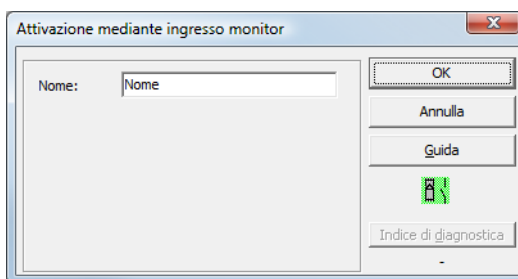 Attivazione mediante ingresso monitor
Nome:
Nome
OK
Annulla
Guida
Indice di diagnostica
-